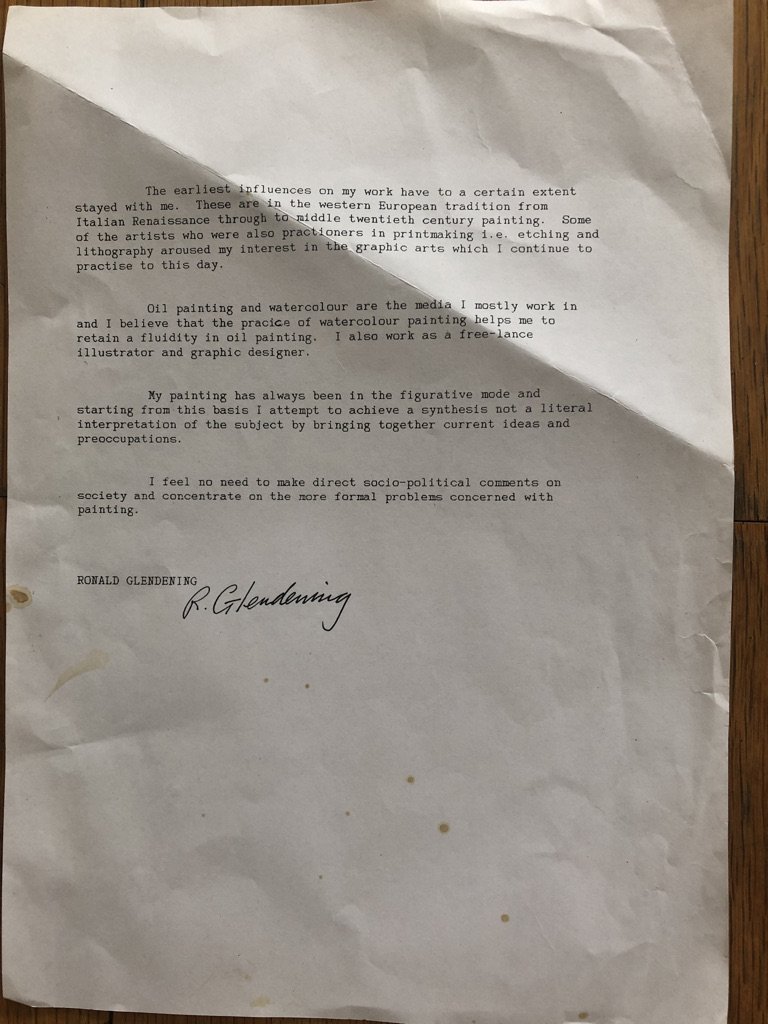 The earliest influences on my work have to a certain extent
stayed with me. These are in the western European tradition from
Italian Renaissance through to middle twentieth century painting. Some
of the artists who were also practioners in printmaking i.e. etching and
lithography aroused my interest in the graphic arts which I continue to
practise to this day.
Oil painting and watercolour are the media I mostly work in
and I believe that the pracice of watercolour painting helps me to
retain a fluidity in oil painting. I also work as a free-lance
illustrator and graphic designer.
My painting has always been in the figurative mode and
starting from this basis I attempt to achieve a synthesis not a literal
interpretation of the subject by bringing together current ideas and
preoccupations.
I feel no need to make direct socio-political comments on
society and concentrate on the more formal problems concerned with
painting.
RONALD GLENDENING
R. Glendening